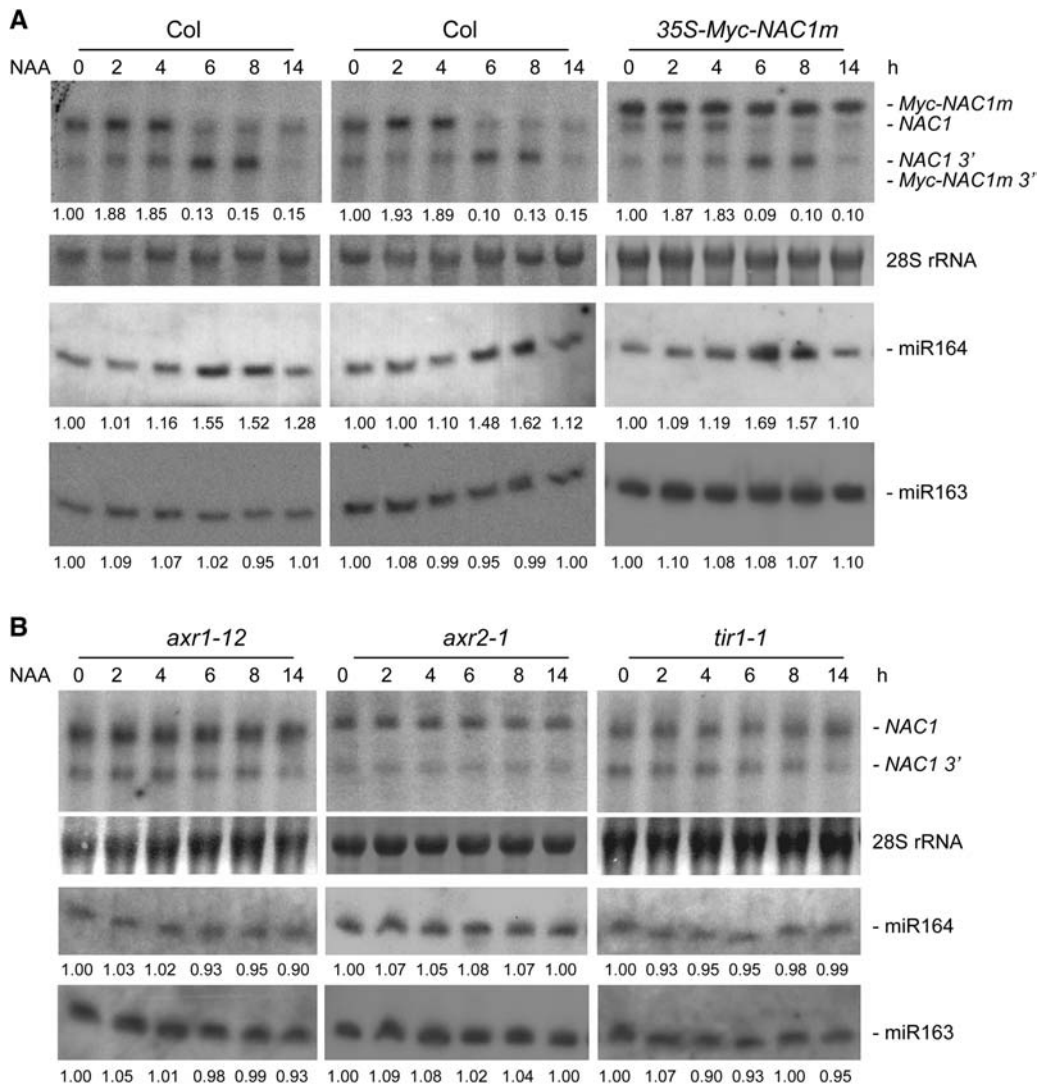 A
Col Col 35S-Myc-NAC1m
NAA 0 2 4 6 8 14 0 2 4 6 8 14 0 2 4 6 8 14 h
- Myc-NAC1m
- NAC1
- NAC1 3'
- Myc-NAC1m 3'
1.00 1.88 1.85 0.13 0.15 0.15 1.00 1.93 1.89 0.10 0.13 0.15 1.00 1.87 1.83 0.09 0.10 0.10
28S rRNA
- miR164
1.00 1.01 1.16 1.55 1.52 1.28 1.00 1.00 1.10 1.48 1.62 1.12 1.00 1.09 1.19 1.69 1.57 1.10
- miR163
1.00 1.09 1.07 1.02 0.95 1.01 1.00 1.08 0.99 0.95 0.99 1.00 1.00 1.10 1.08 1.08 1.07 1.10
B
axr1-12 axr2-1 tir1-1
NAA 0 2 4 6 8 14 0 2 4 6 8 14 0 2 4 6 8 14 h
- NAC1
- NAC1 3'
28S rRNA
- miR164
1.00 1.03 1.02 0.93 0.95 0.90 1.00 1.07 1.05 1.08 1.07 1.00 1.00 0.93 0.95 0.95 0.98 0.99
- miR163
1.00 1.05 1.01 0.98 0.99 0.93 1.00 1.09 1.08 1.02 1.04 1.00 1.00 1.07 0.90 0.93 1.00 0.95